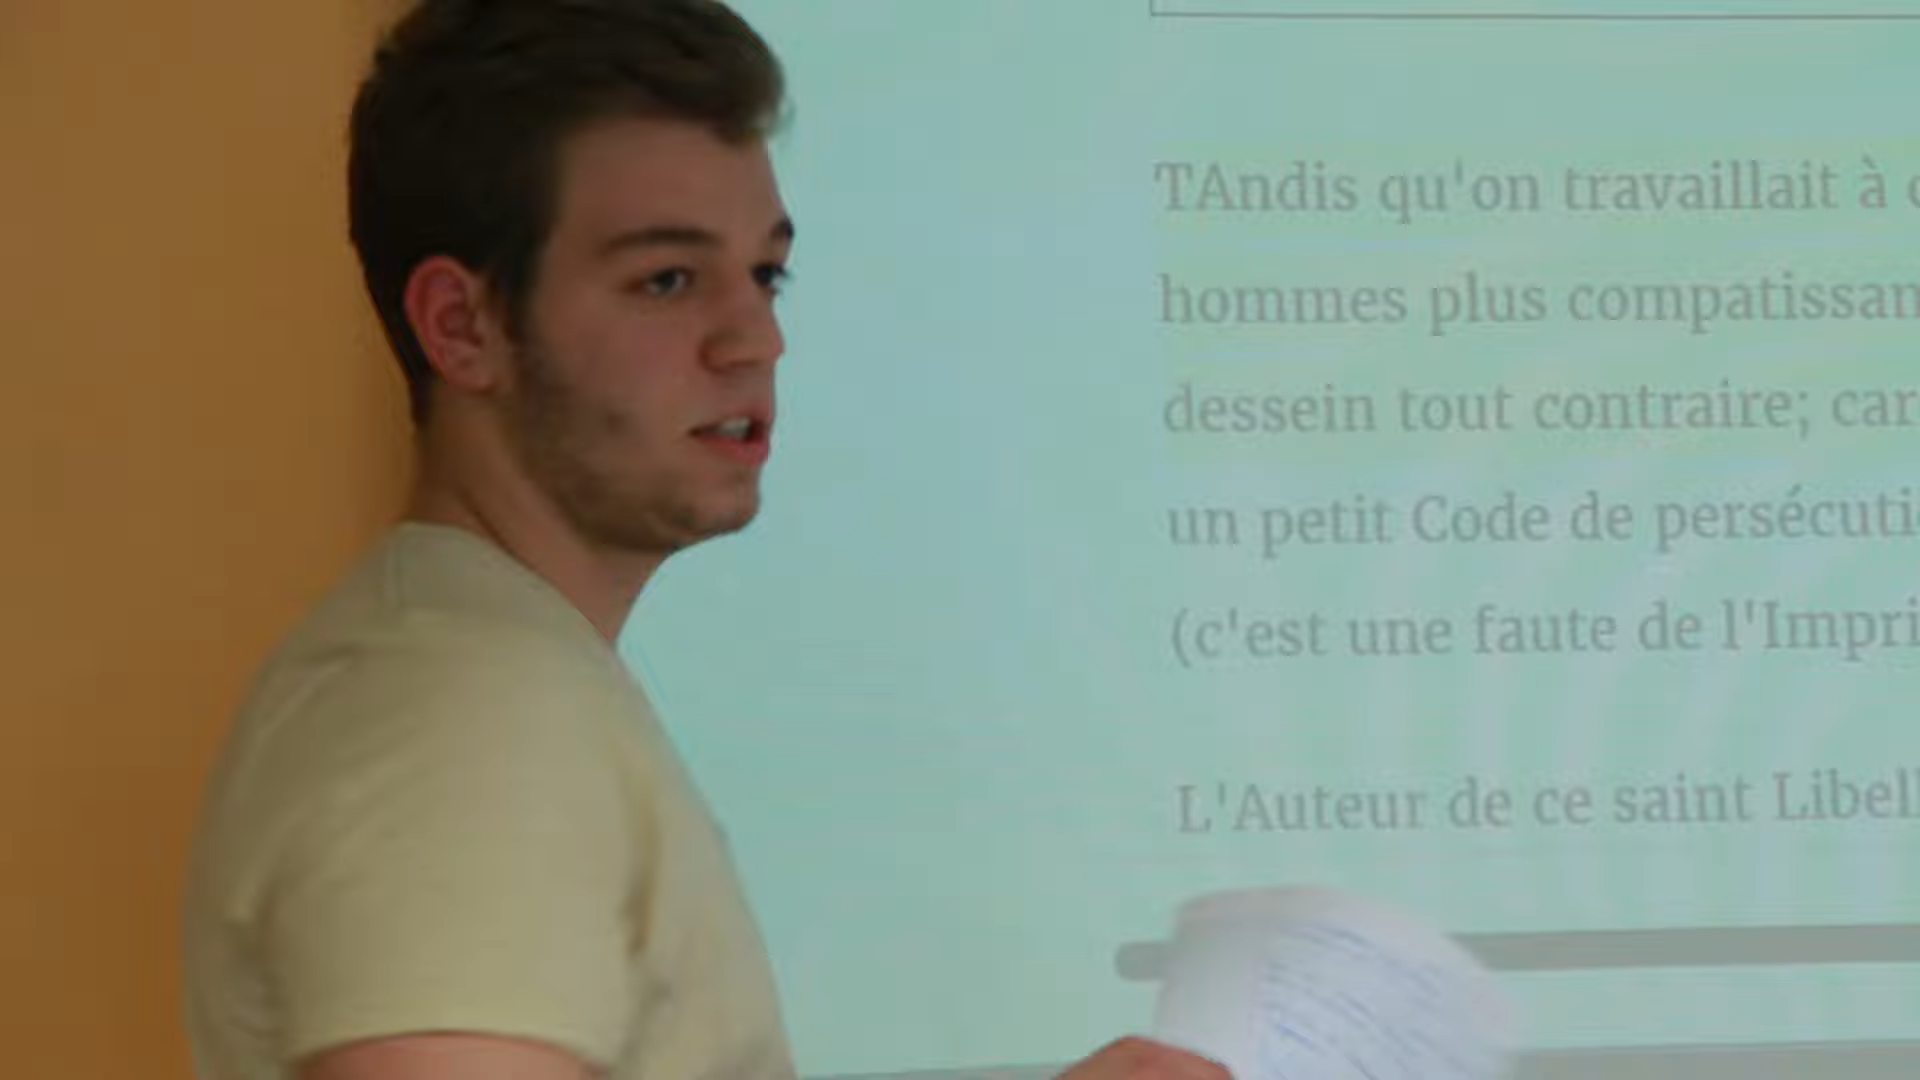 TAndis qu'on travaillait à
hommes plus compatissan
dessein tout contraire; car
un petit Code de persécuti
(c'est une faute de l'Impri
L'Auteur de ce saint Libell